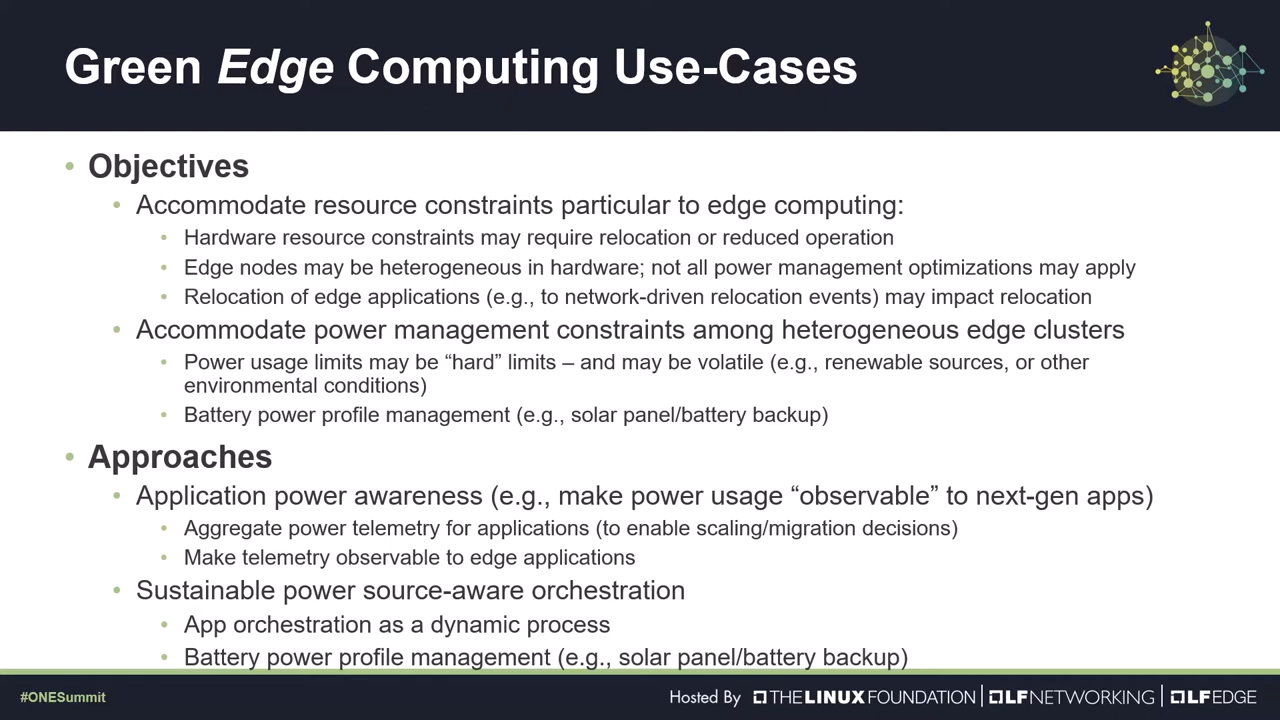 Green Edge Computing Use-Cases
• Objectives
• Accommodate resource constraints particular to edge computing:
• Hardware resource constraints may require relocation or reduced operation
• Edge nodes may be heterogeneous in hardware; not all power management optimizations may apply
• Relocation of edge applications (e.g., to network-driven relocation events) may impact relocation
• Accommodate power management constraints among heterogeneous edge clusters
• Power usage limits may be “hard” limits – and may be volatile (e.g., renewable sources, or other
environmental conditions)
• Battery power profile management (e.g., solar panel/battery backup)
• Approaches
• Application power awareness (e.g., make power usage “observable” to next-gen apps)
• Aggregate power telemetry for applications (to enable scaling/migration decisions)
• Make telemetry observable to edge applications
• Sustainable power source-aware orchestration
• App orchestration as a dynamic process
• Battery power profile management (e.g., solar panel/battery backup)
#ONESummit
Hosted By THE LINUX FOUNDATION | LF NETWORKING | LF EDGE